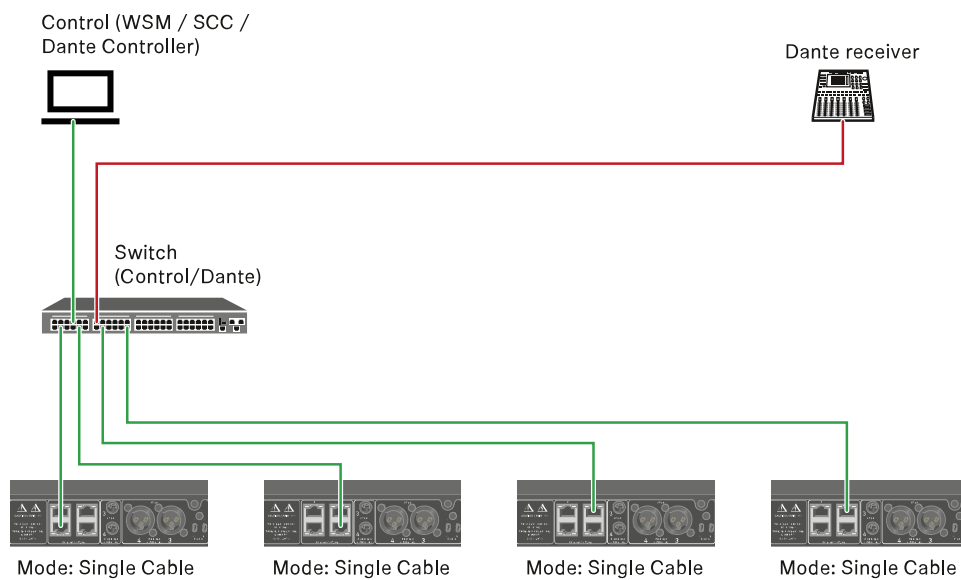 Control (WSM / SCC /
Dante Controller)
Dante receiver
Switch
(Control/Dante)
Mode: Single Cable
Mode: Single Cable
Mode: Single Cable
Mode: Single Cable